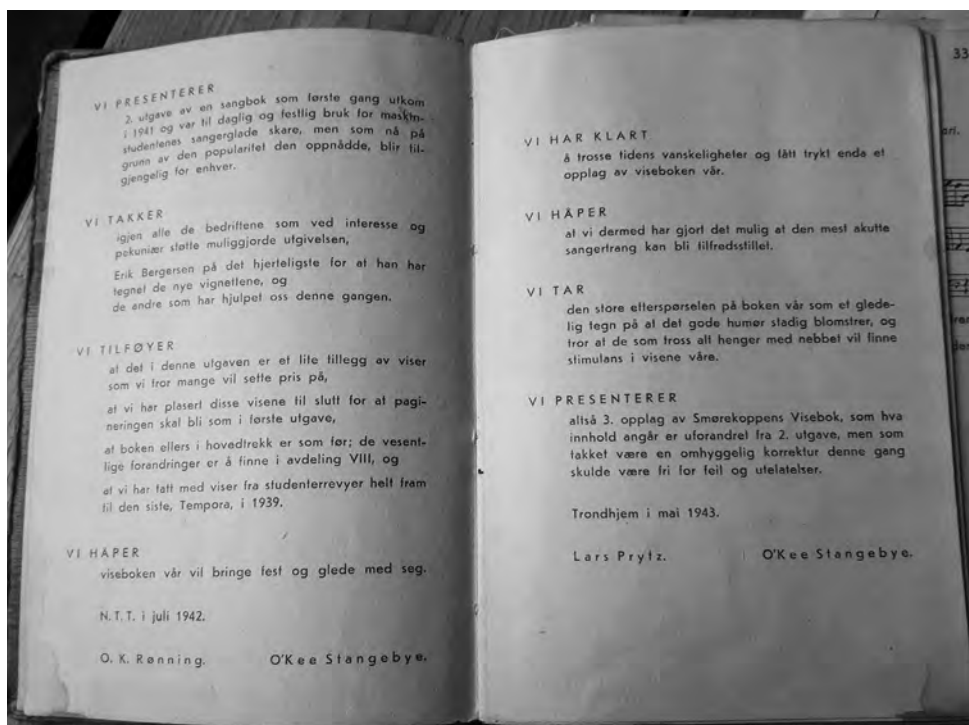 VI PRESENTERER
2. utgave av en sangbok som første gang utkom
i 1941 og var til daglig og festlig bruk for maskin-
studentenes sangerglade skare, men som nå på
grunn av den popularitet den oppnådde, blir til-
gjengelig for enhver.
VI TAKKER
igjen alle de bedriftene som ved interesse og
pekuniær støtte muliggjorde utgivelsen,
Erik Bergersen på det hjerteligste for at han har
tegnet de nye vignettene, og
de andre som har hjulpet oss denne gangen.
VI TILFØYER
at det i denne utgaven er et lite tillegg av viser
som vi tror mange vil sette pris på,
at vi har plasert disse visene til slutt for at pagi-
neringen skal bli som i første utgave,
at boken ellers i hovedtrekk er som før; de vesent-
lige forandringer er å finne i avdeling VIII, og
at vi har tatt med viser fra studenterrevyer helt fram
til den siste, Tempora, i 1939.
VI HÅPER
viseboken vår vil bringe fest og glede med seg.
N.T.T. i juli 1942.
O. K. Rønning. O'Kee Stangebye.
VI HAR KLART
å trosse tidens vanskeligheter og fått trykt enda et
opplag av viseboken vår.
VI HÅPER
at vi dermed har gjort det mulig at den mest akutte
sangertrang kan bli tilfredsstillet.
VI TAR
den store etterspørselen på boken vår som et glede-
lig tegn på at det gode humør stadig blomstrer, og
tror at de som tross alt henger med nebbet vil finne
stimulans i visene våre.
VI PRESENTERER
altså 3. opplag av Smørekoppens Visebok, som hva
innhold angår er uforandret fra 2. utgave, men som
takket være en omhyggelig korrektur denne gang
skulde være fri for feil og utelatelser.
Trondhjem i mai 1943.
Lars Prytz. O'Kee Stangebye.
33